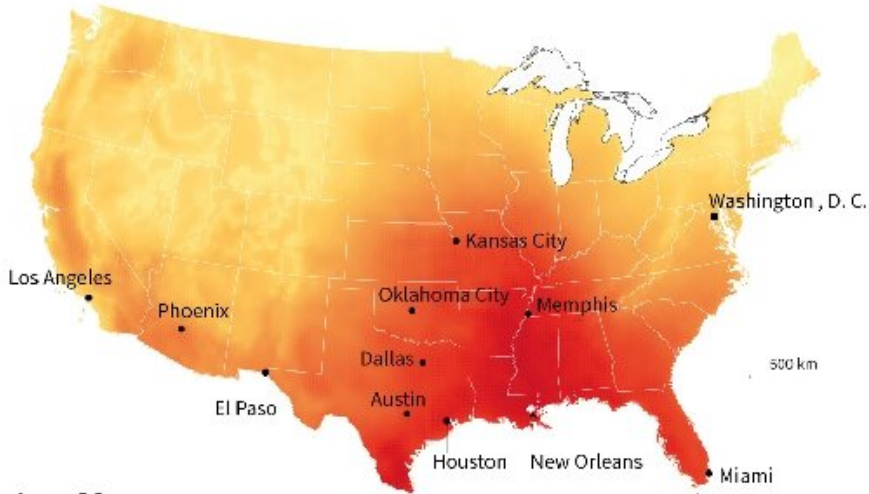 Washington , D. C.
Kansas City
Los Angeles
Oklahoma City
Memphis
Phoenix
Dallas
500 km
Austin
El Paso
Houston
New Orleans
Miami